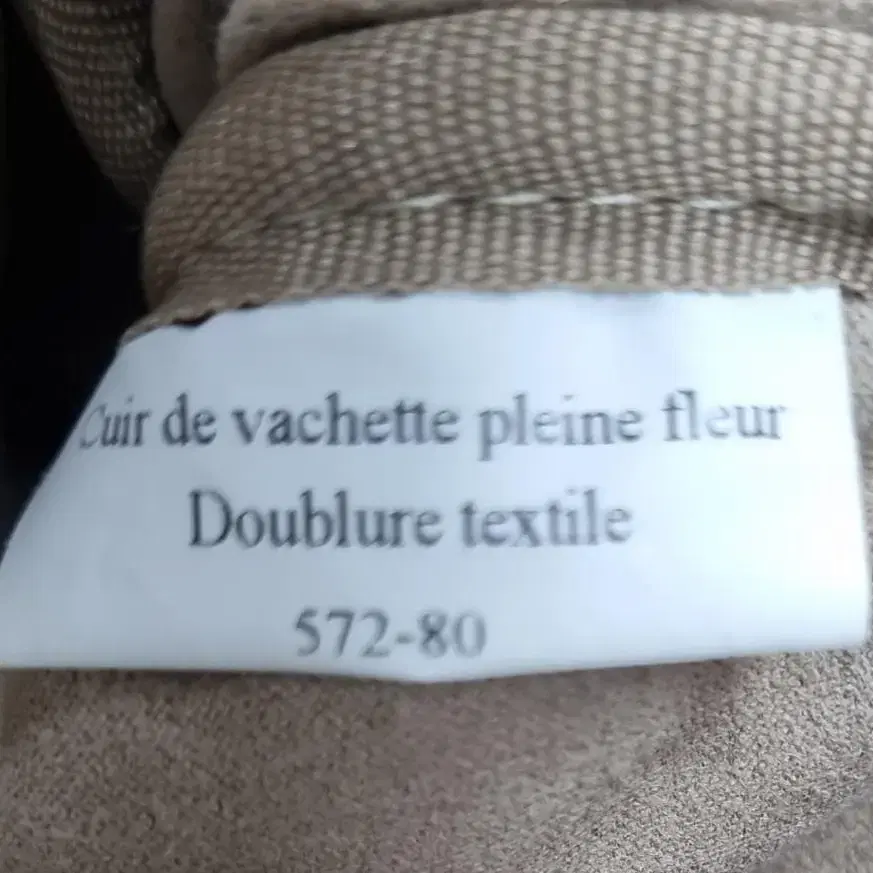 Cuir de vachette pleine fleur
Doublure textile
572-80